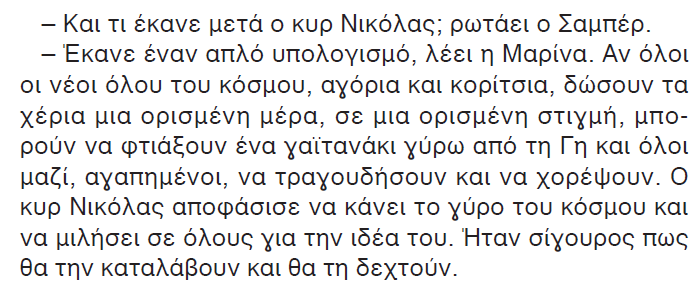 – Και τι έκανε μετά ο κυρ Νικόλας; ρωτάει ο Σαμπέρ.
– Έκανε έναν απλό υπολογισμό, λέει η Μαρίνα. Αν όλοι
οι νέοι όλου του κόσμου, αγόρια και κορίτσια, δώσουν τα
χέρια μια ορισμένη μέρα, σε μια ορισμένη στιγμή, μπο-
ρούν να φτιάξουν ένα γαϊτανάκι γύρω από τη Γη και όλοι
μαζί, αγαπημένοι, να τραγουδήσουν και να χορέψουν. Ο
κυρ Νικόλας αποφάσισε να κάνει το γύρο του κόσμου και
να μιλήσει σε όλους για την ιδέα του. Ήταν σίγουρος πως
θα την καταλάβουν και θα τη δεχτούν.